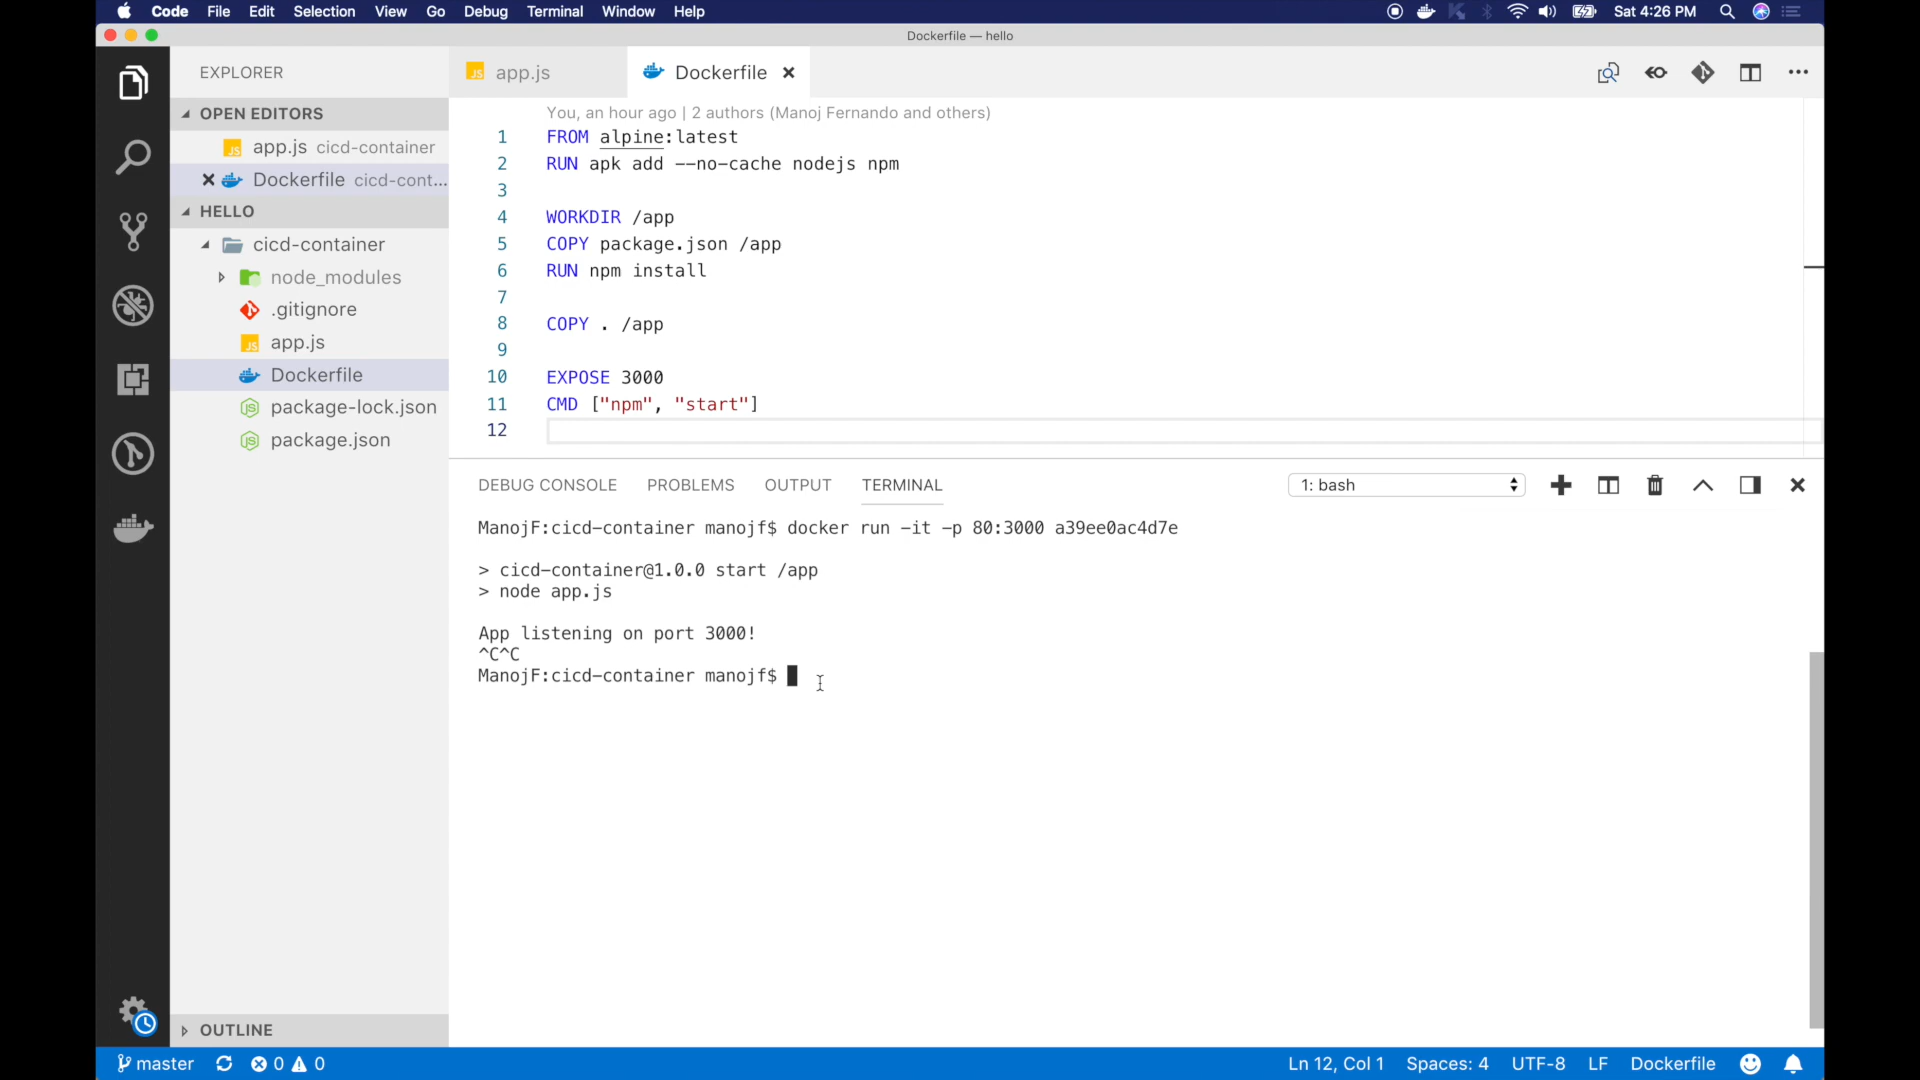 Code File Edit Selection View Go Debug Terminal Window Help Sat 4:26 PM
Dockerfile — hello
EXPLORER
OPEN EDITORS
JS app.js cicd-container
Dockerfile cicd-cont...
HELLO
cicd-container
node_modules
.gitignore
JS app.js
Dockerfile
package-lock.json
package.json
OUTLINE
JS app.js
Dockerfile
You, an hour ago | 2 authors (Manoj Fernando and others)
1 FROM alpine:latest
2 RUN apk add --no-cache nodejs npm
3
4 WORKDIR /app
5 COPY package.json /app
6 RUN npm install
7
8 COPY . /app
9
10 EXPOSE 3000
11 CMD ["npm", "start"]
12
DEBUG CONSOLE PROBLEMS OUTPUT TERMINAL 1: bash
ManojF:cicd-container manojf$ docker run -it -p 80:3000 a39ee0ac4d7e
> cicd-container@1.0.0 start /app
> node app.js
App listening on port 3000!
^C^C
ManojF:cicd-container manojf$
master 0 0 Ln 12, Col 1 Spaces: 4 UTF-8 LF Dockerfile